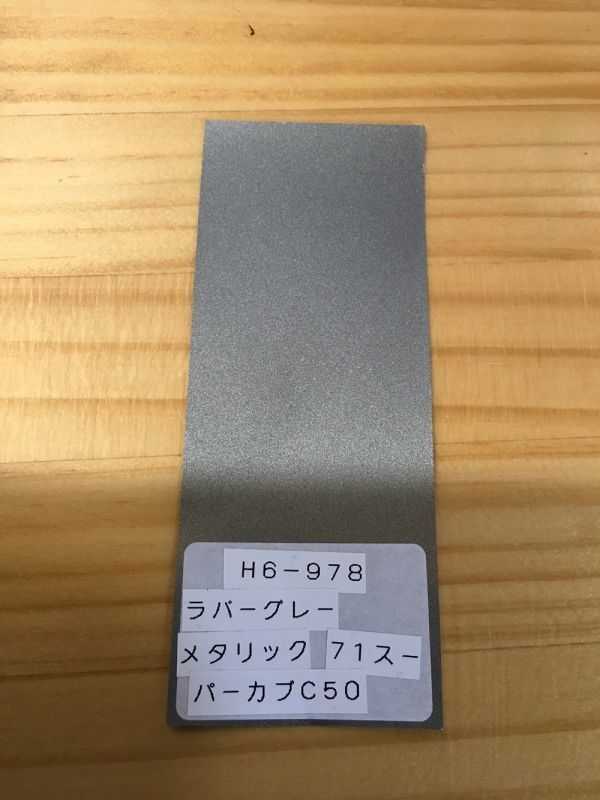 H6-978
ラバーグレー
メタリック 71スー
パーカブC50